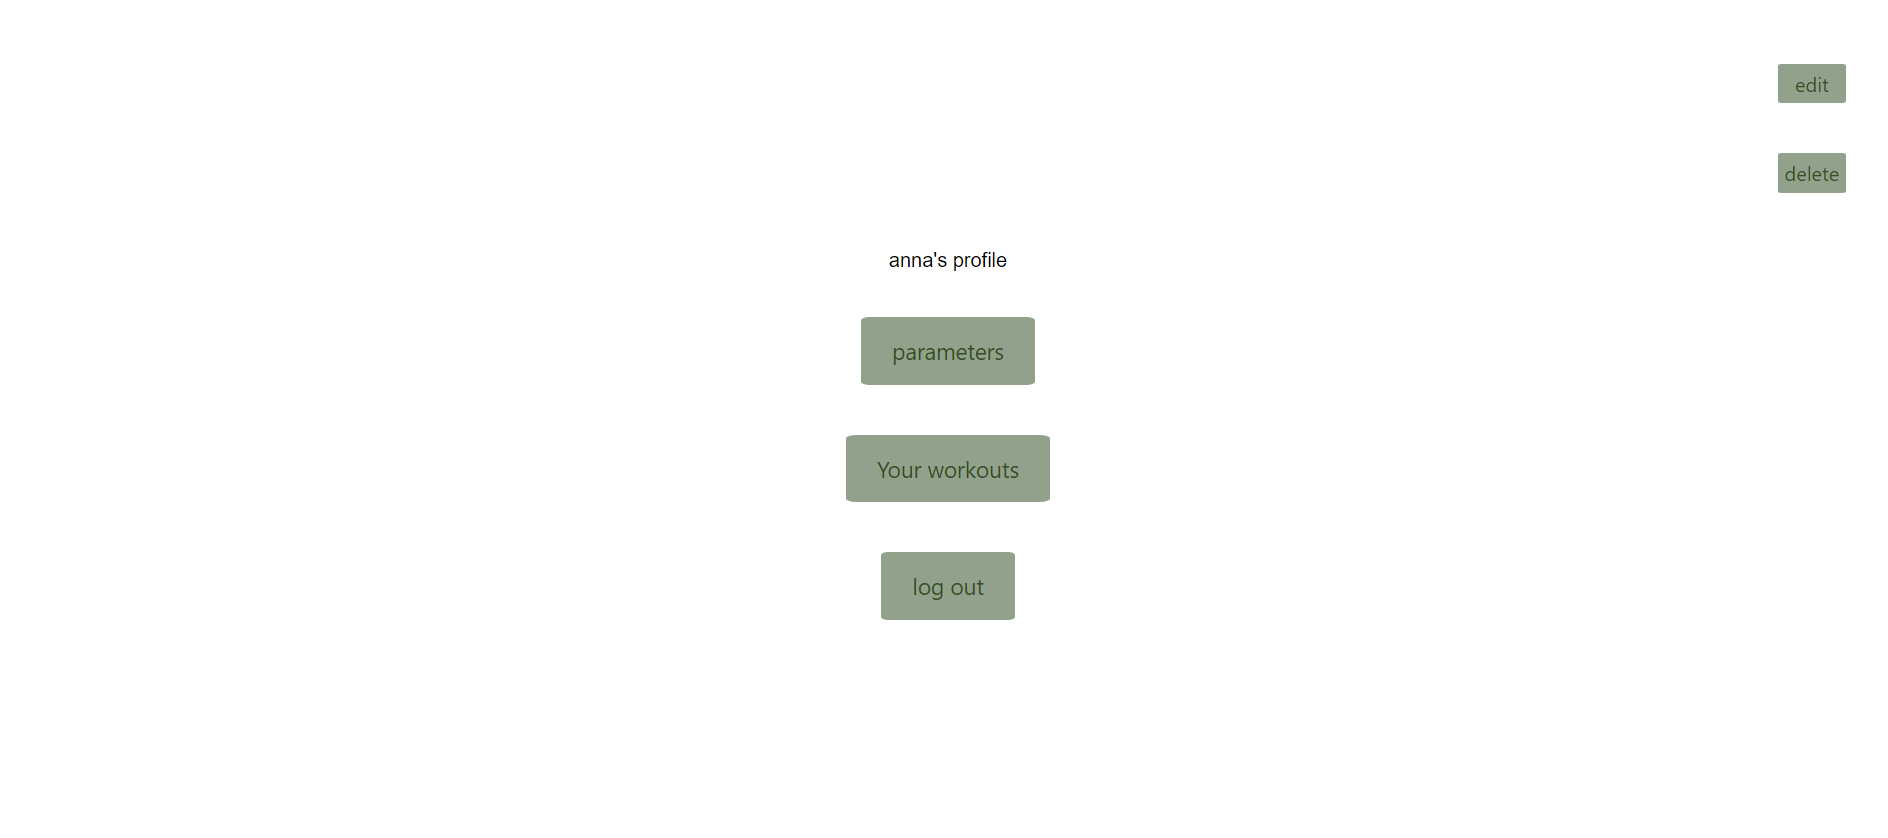 edit
delete
anna's profile
parameters
Your workouts
log out